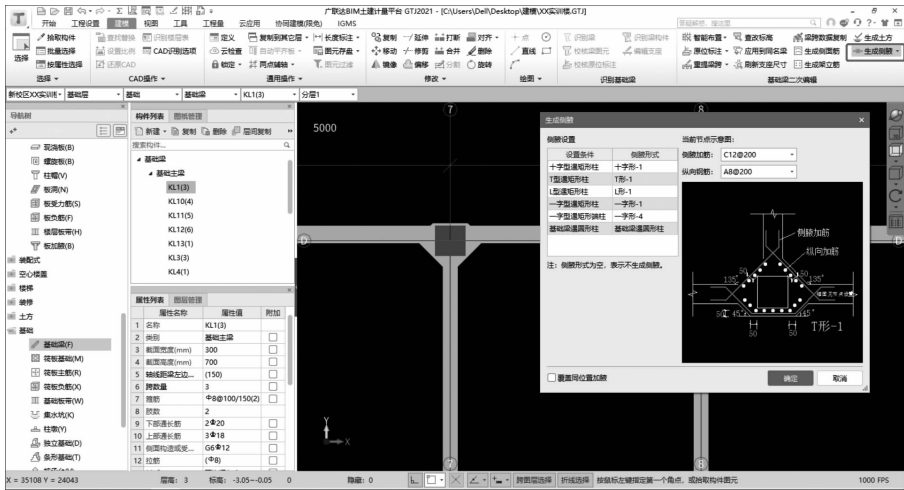 广联达BIM土建计量平台 GTJ2021 - [C:\Users\Dell\Desktop\建模\XX实训楼.GTJ]
开始 工程设置 建模 视图 工具 工程量 云应用 协同建模(限免) IGMS
拾取构件 查找替换 识别楼层表 定义 复制到其它层 长度标注 复制 延伸 打断 对齐 点 识别梁 识别梁构件 智能布置 查改标高 梁跨数据复制 生成土方
选择 批量选择 设置比例 CAD识别选项 云检查 自动平齐板 图元存盘 移动 修剪 合并 删除 直线 校核梁图元 编辑支座 原位标注 应用到同名梁 生成侧面筋 生成侧腋
按属性选择 还原CAD 锁定 两点辅轴 图元过滤 镜像 偏移 分割 旋转 校核原位标注 重提梁跨 刷新支座尺寸 生成架立筋
选择 CAD操作 通用操作 修改 绘图 识别基础梁 基础梁二次编辑
基础层 基础 基础梁 KL1(3) 分层1
导航树
现浇板(B)
螺旋板(B)
柱帽(V)
板洞(N)
板受力筋(S)
板负筋(F)
楼层板带(H)
板加腋(B)
装配式
空心楼盖
楼梯
装修
土方
基础
基础梁(F)
筏板基础(M)
筏板主筋(R)
筏板负筋(X)
基础板带(W)
集水坑(K)
柱墩(Y)
独立基础(D)
条形基础(T)
构件列表 图纸管理
新建 复制 删除 层间复制
搜索构件...
基础梁
基础主梁
KL1(3)
KL10(4)
KL11(5)
KL12(6)
KL13(1)
KL3(3)
KL4(1)
属性列表 图层管理
属性名称 属性值 附加
1 名称 KL1(3)
2 类别 基础主梁
3 截面宽度(mm) 300
4 截面高度(mm) 700
5 轴线距梁左边... (150)
6 跨数量 3
7 箍筋 Φ8@100/150(2)
8 肢数 2
9 下部通长筋 2Φ20
10 上部通长筋 3Φ18
11 侧面构造或受... G6Φ12
12 拉筋 (Φ8)
5000
7
D
D
7
8
Y
X
生成侧腋
侧腋设置
设置条件 侧腋形式
十字型遇矩形柱 十字形-1
T型遇矩形柱 T形-1
L型遇矩形柱 L形-1
一字型遇矩形柱 一字形-1
一字型遇矩形端柱 一字形-4
基础梁遇圆形柱 基础梁遇圆形柱
注：侧腋形式为空，表示不生成侧腋。
当前节点示意图:
侧腋加筋: C12@200
纵向钢筋: A8@200
侧腋加筋
纵向加筋
50
50
135°
135°
45°
45°
50
50
T形-1
覆盖同位置加腋
确定 取消
X = 35108 Y = 24043 层高: 3 标高: -3.05~-0.05 0 隐藏: 0 跨图层选择 折线选择 按鼠标左键指定第一个角点，或拾取构件图元 1000 FPS